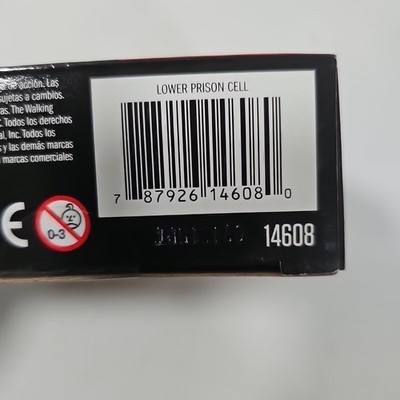 de acción. Las
sujetas a cambios.
as. The Walking
Todos los derechos
al, Inc. Todos los
s y las demás marcas
marcas comerciales
LOWER PRISON CELL
7 87926 14608 0
CE
0-3
14608